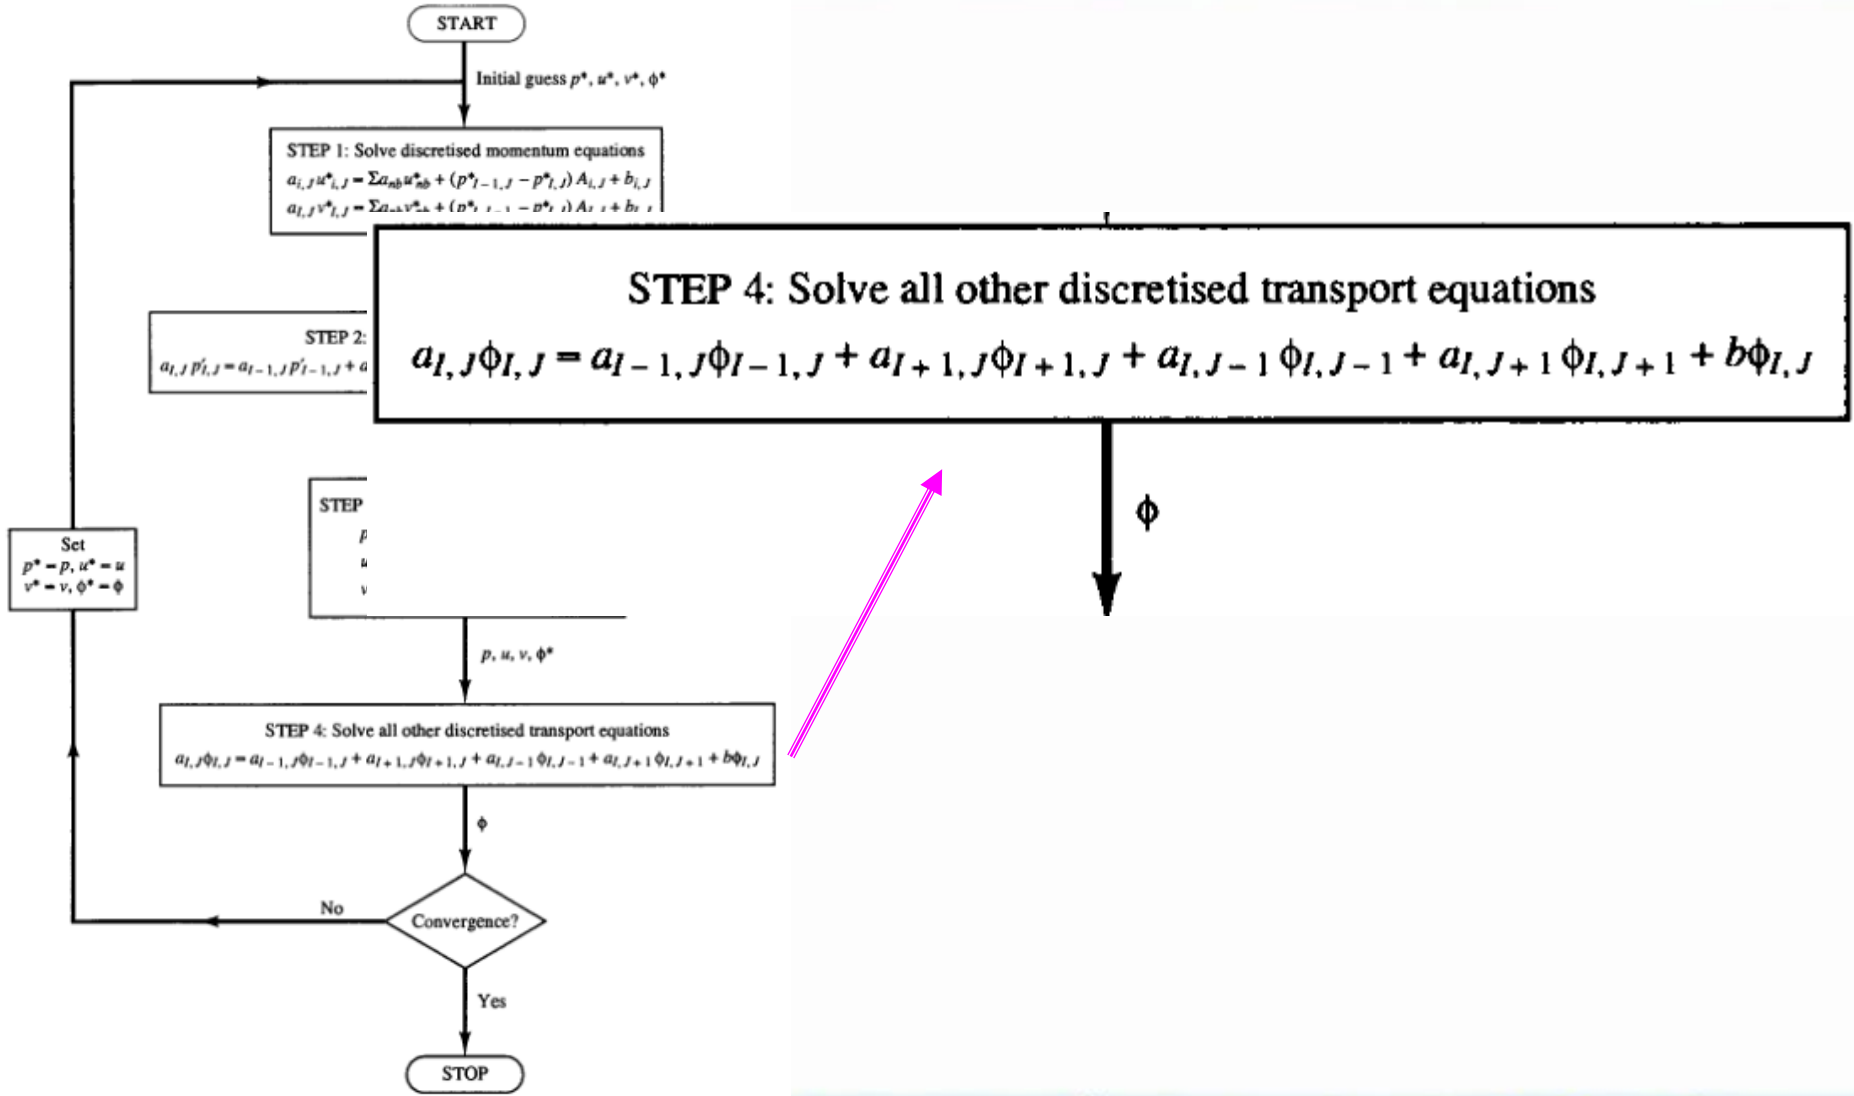 START
Initial guess p*, u*, v*, ϕ*
STEP 1: Solve discretised momentum equations
a_{i, J} u*_{i, J} = Σa_{nb}u*_{nb} + (p*_{I−1, J} − p*_{I, J}) A_{i, J} + b_{i, J}
STEP 4: Solve all other discretised transport equations
a_{I, J}ϕ_{I, J} = a_{I−1, J}ϕ_{I−1, J} + a_{I+1, J}ϕ_{I+1, J} + a_{I, J−1}ϕ_{I, J−1} + a_{I, J+1}ϕ_{I, J+1} + bϕ_{I, J}
ϕ
STEP 2:
a_{I, J} p′_{I, J} = a_{I−1, J} p′_{I−1, J} + a
STEP
Set
p* = p, u* = u
v* = v, ϕ* = ϕ
p, u, v, ϕ*
STEP 4: Solve all other discretised transport equations
a_{I, J}ϕ_{I, J} = a_{I−1, J}ϕ_{I−1, J} + a_{I+1, J}ϕ_{I+1, J} + a_{I, J−1}ϕ_{I, J−1} + a_{I, J+1}ϕ_{I, J+1} + bϕ_{I, J}
ϕ
No
Convergence?
Yes
STOP